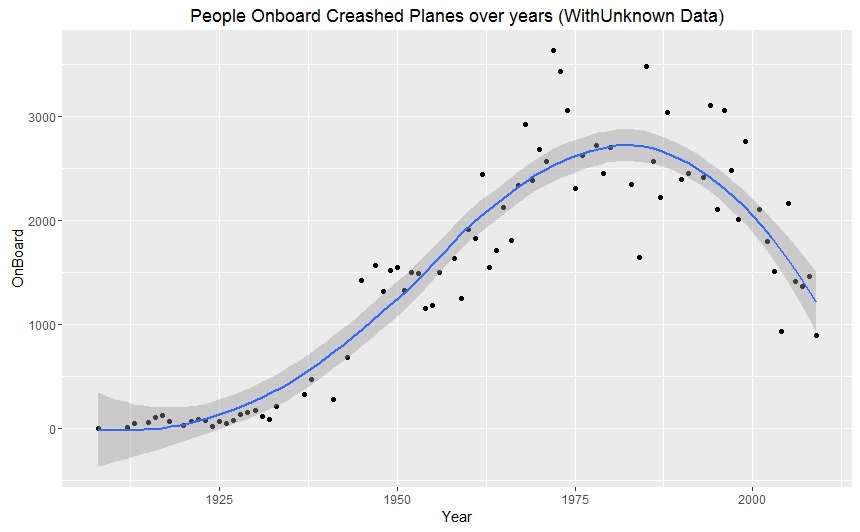 People Onboard Creashed Planes over years (WithUnknown Data)
3000
2000
1000
0
OnBoard
1925 1950 1975 2000
Year